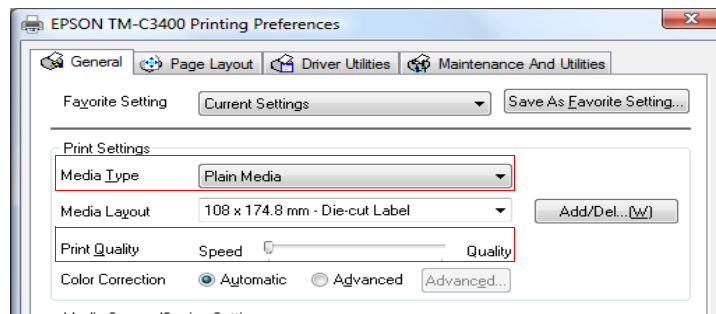 EPSON TM-C3400 Printing Preferences
General Page Layout Driver Utilities Maintenance And Utilities
Favorite Setting Current Settings Save As Favorite Setting...
Print Settings
Media Type Plain Media
Media Layout 108 x 174.8 mm - Die-cut Label Add/Del...(W)
Print Quality Speed Quality
Color Correction Automatic Advanced Advanced...